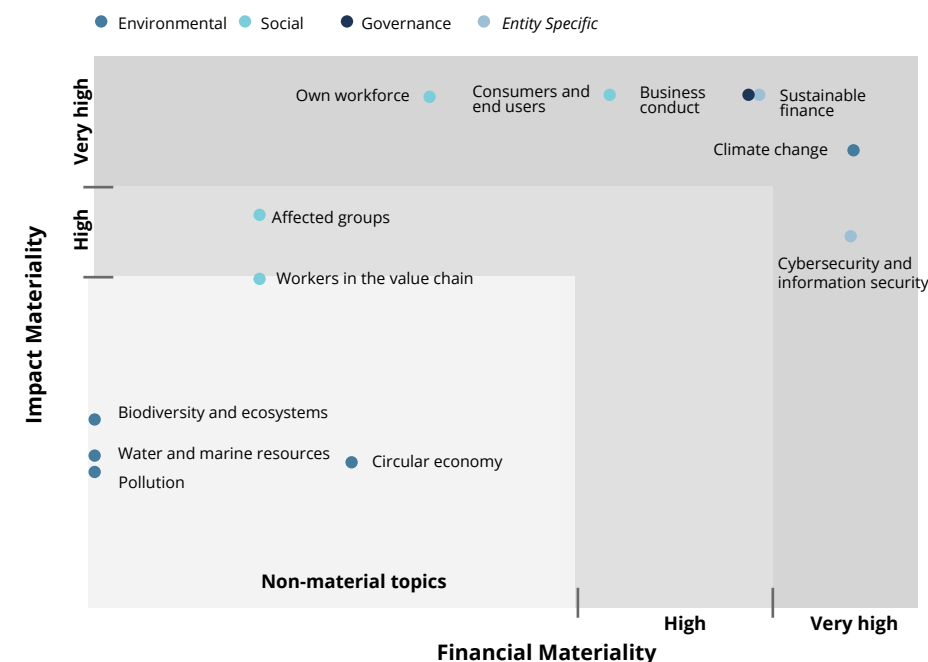 Environmental
Social
Governance
Entity Specific
Very high
Own workforce
Consumers and
end users
Business
conduct
Sustainable
finance
Climate change
High
Affected groups
Cybersecurity and
information security
Workers in the value chain
Impact Materiality
Biodiversity and ecosystems
Water and marine resources
Circular economy
Pollution
Non-material topics
High
Very high
Financial Materiality